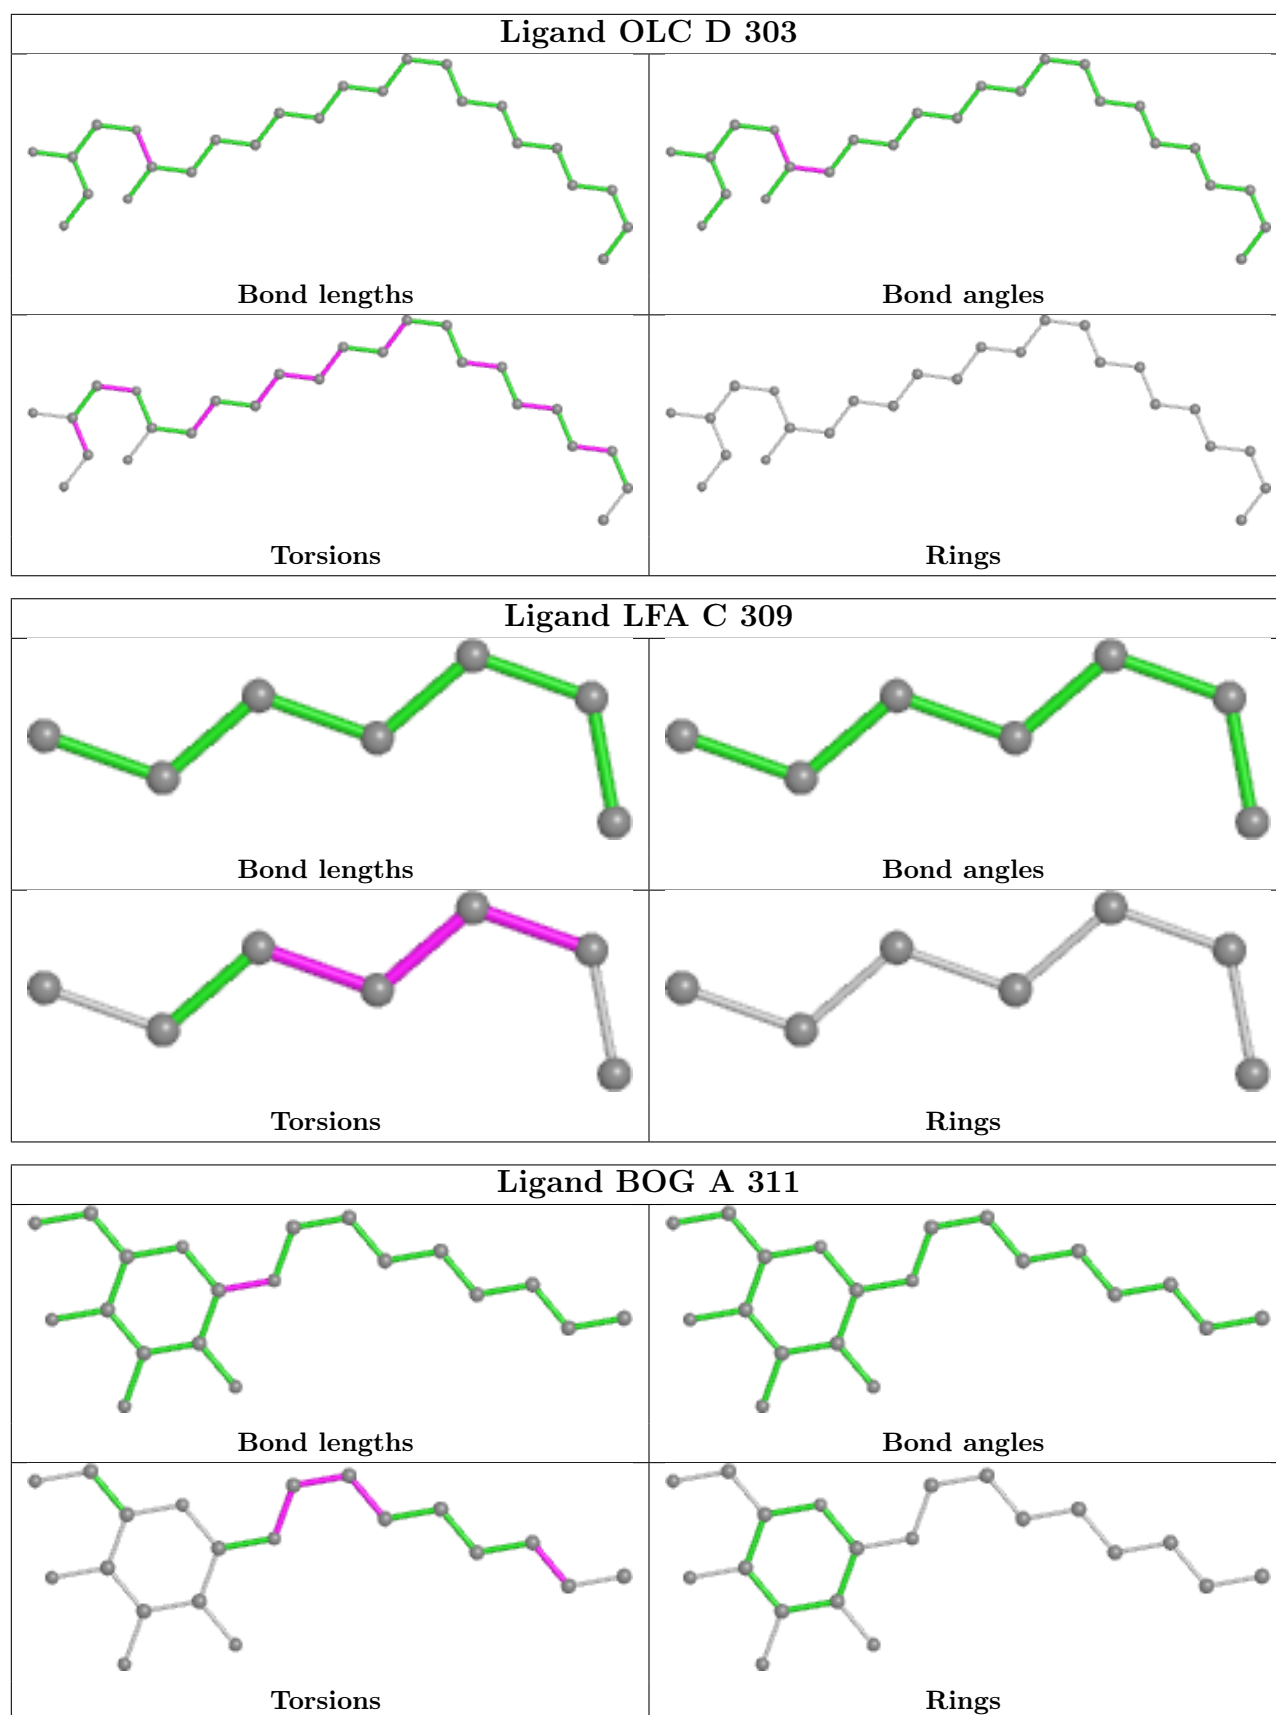 Ligand OLC D 303
Bond lengths
Bond angles
Torsions
Rings
Ligand LFA C 309
Bond lengths
Bond angles
Torsions
Rings
Ligand BOG A 311
Bond lengths
Bond angles
Torsions
Rings